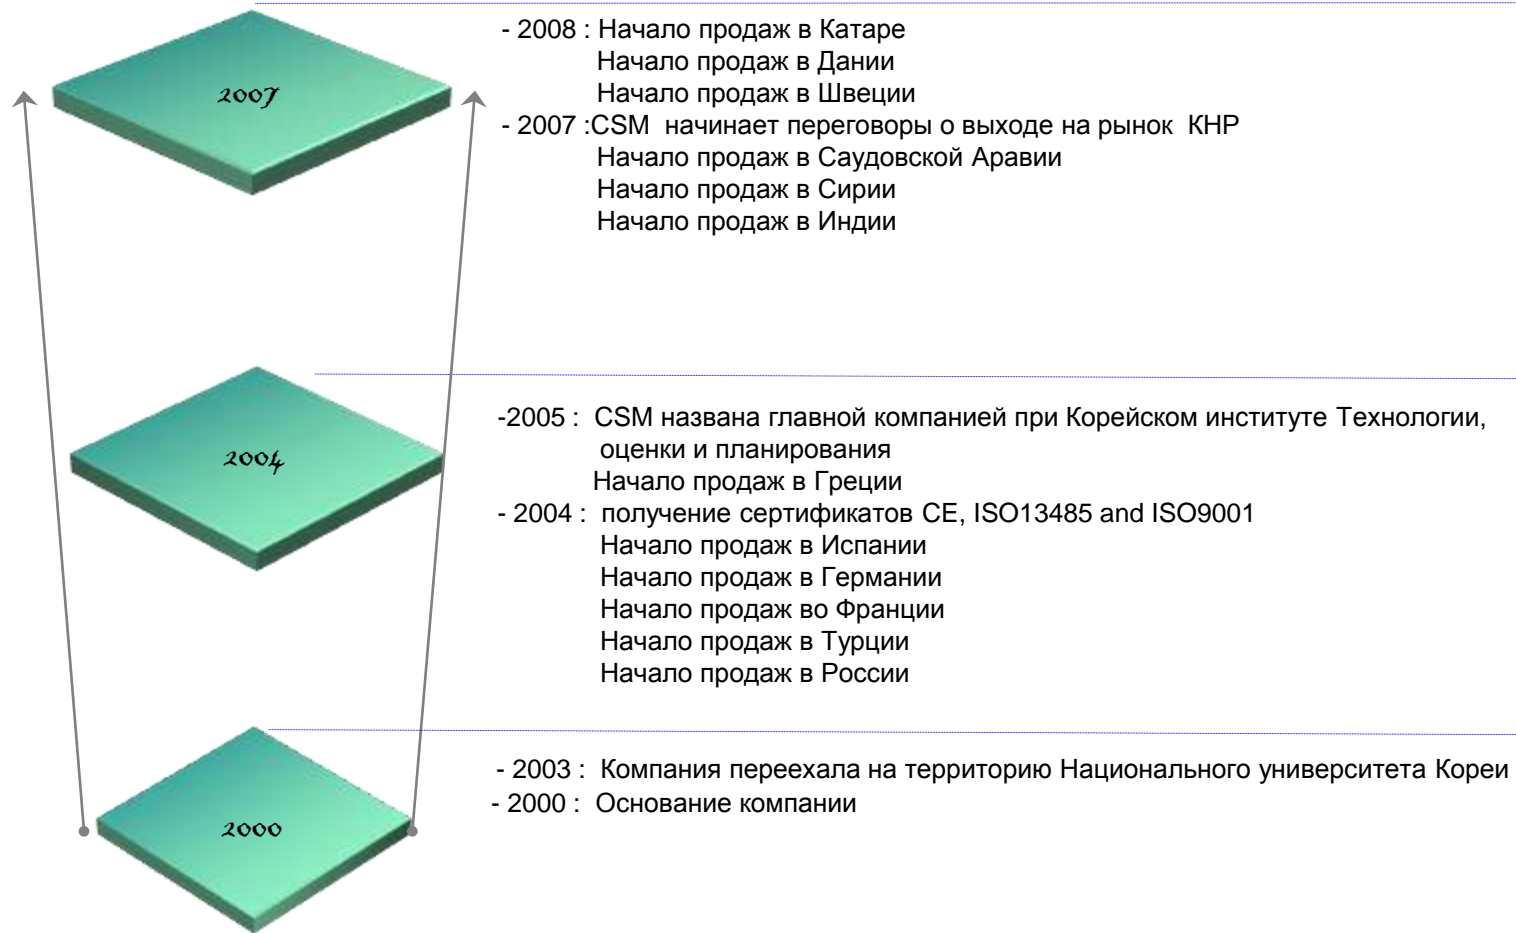 2007
- 2008 : Начало продаж в Катаре
Начало продаж в Дании
Начало продаж в Швеции
- 2007 :CSM начинает переговоры о выходе на рынок КНР
Начало продаж в Саудовской Аравии
Начало продаж в Сирии
Начало продаж в Индии
2004
-2005 : CSM названа главной компанией при Корейском институте Технологии,
оценки и планирования
Начало продаж в Греции
- 2004 : получение сертификатов CE, ISO13485 and ISO9001
Начало продаж в Испании
Начало продаж в Германии
Начало продаж во Франции
Начало продаж в Турции
Начало продаж в России
2000
- 2003 : Компания переехала на территорию Национального университета Кореи
- 2000 : Основание компании